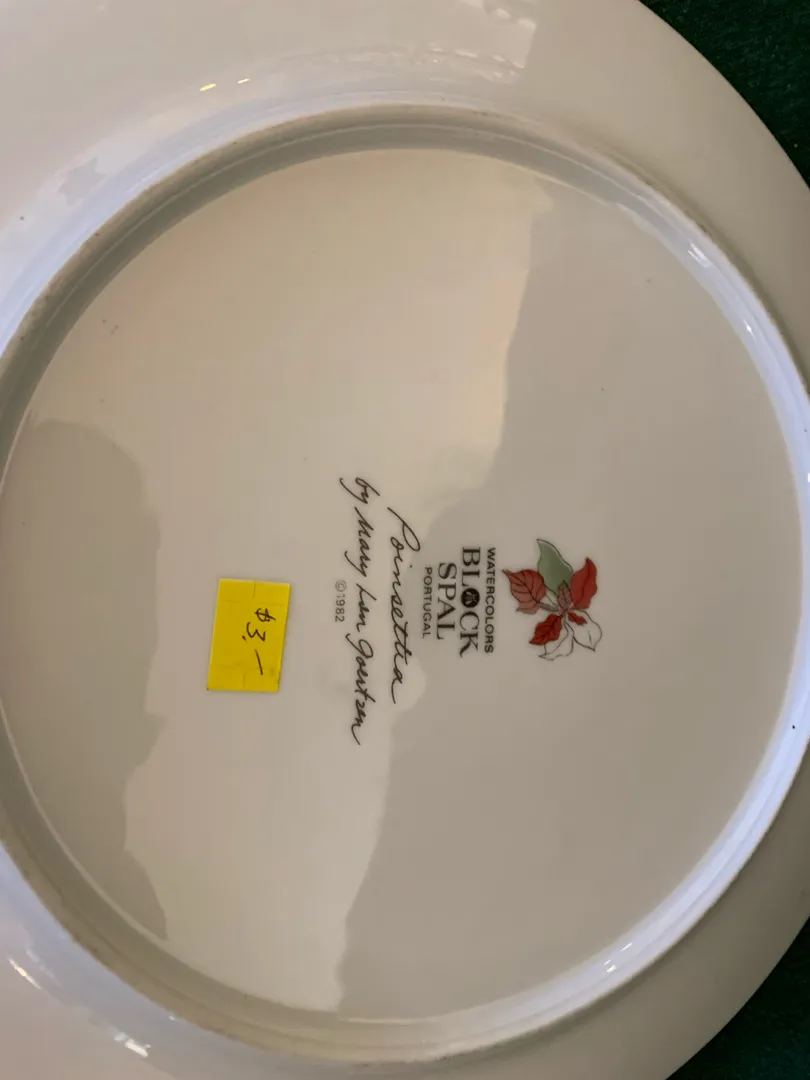 WATERCOLORS
BLOCK
SPAL
PORTUGAL
Poinsettia
by Mary Lou Goertzen
©1982
$3.—